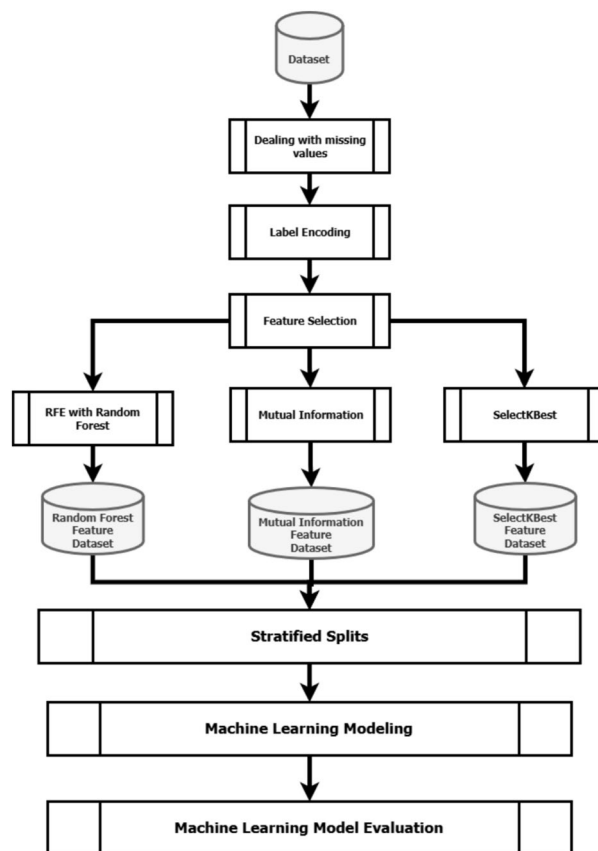 Dataset
Dealing with missing
values
Label Encoding
Feature Selection
RFE with Random
Forest
Mutual Information
SelectKBest
Random Forest
Feature
Dataset
Mutual Information
Feature
Dataset
SelectKBest
Feature
Dataset
Stratified Splits
Machine Learning Modeling
Machine Learning Model Evaluation